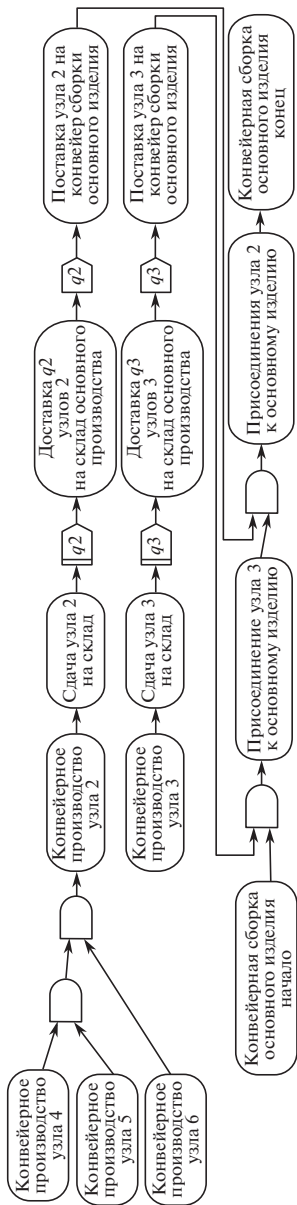 Конвейерное
производство
узла 4
Конвейерное
производство
узла 5
Конвейерное
производство
узла 6
Конвейерное
производство
узла 2
Сдача узла 2
на склад
q2
Доставка q2
узлов 2
на склад основного
производства
q2
Поставка узла 2 на
конвейер сборки
основного изделия
Конвейерное
производство
узла 3
Сдача узла 3
на склад
q3
Доставка q3
узлов 3
на склад основного
производства
q3
Поставка узла 3 на
конвейер сборки
основного изделия
Конвейерная сборка
основного изделия
начало
Присоединение узла 3
к основному изделию
Присоединения узла 2
к основному изделию
Конвейерная сборка
основного изделия
конец